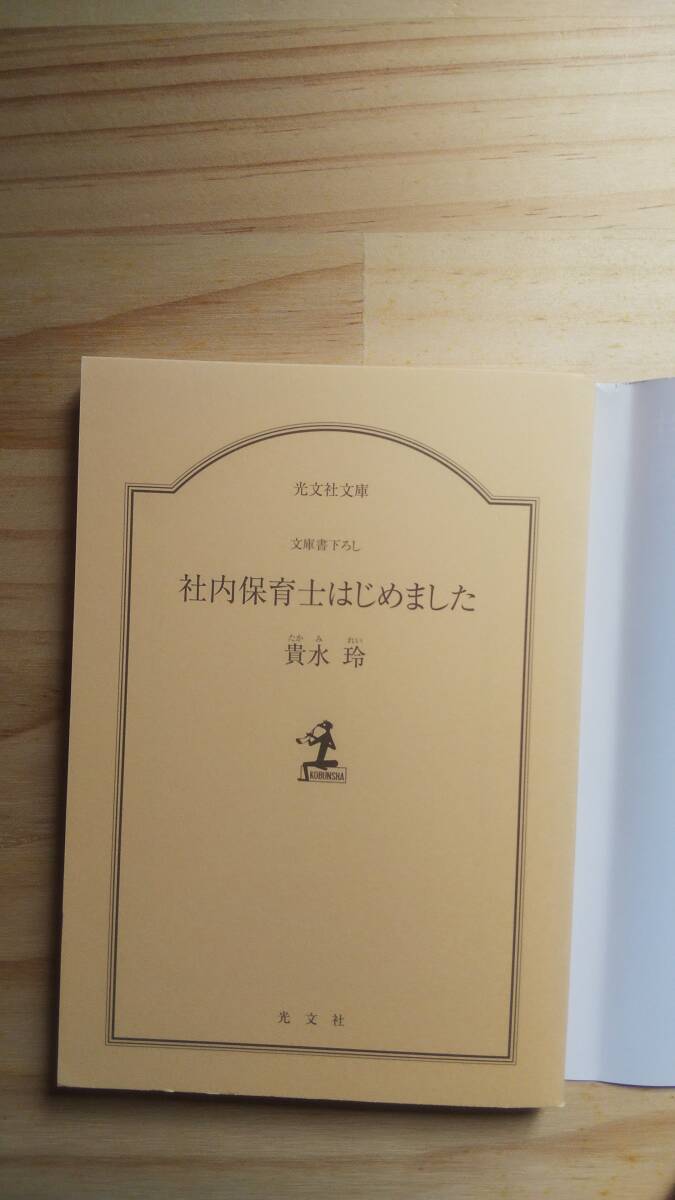 光文社文庫
文庫書下ろし
社内保育士はじめました
たか み れい
貴水 玲
KOBUNSHA
光文社